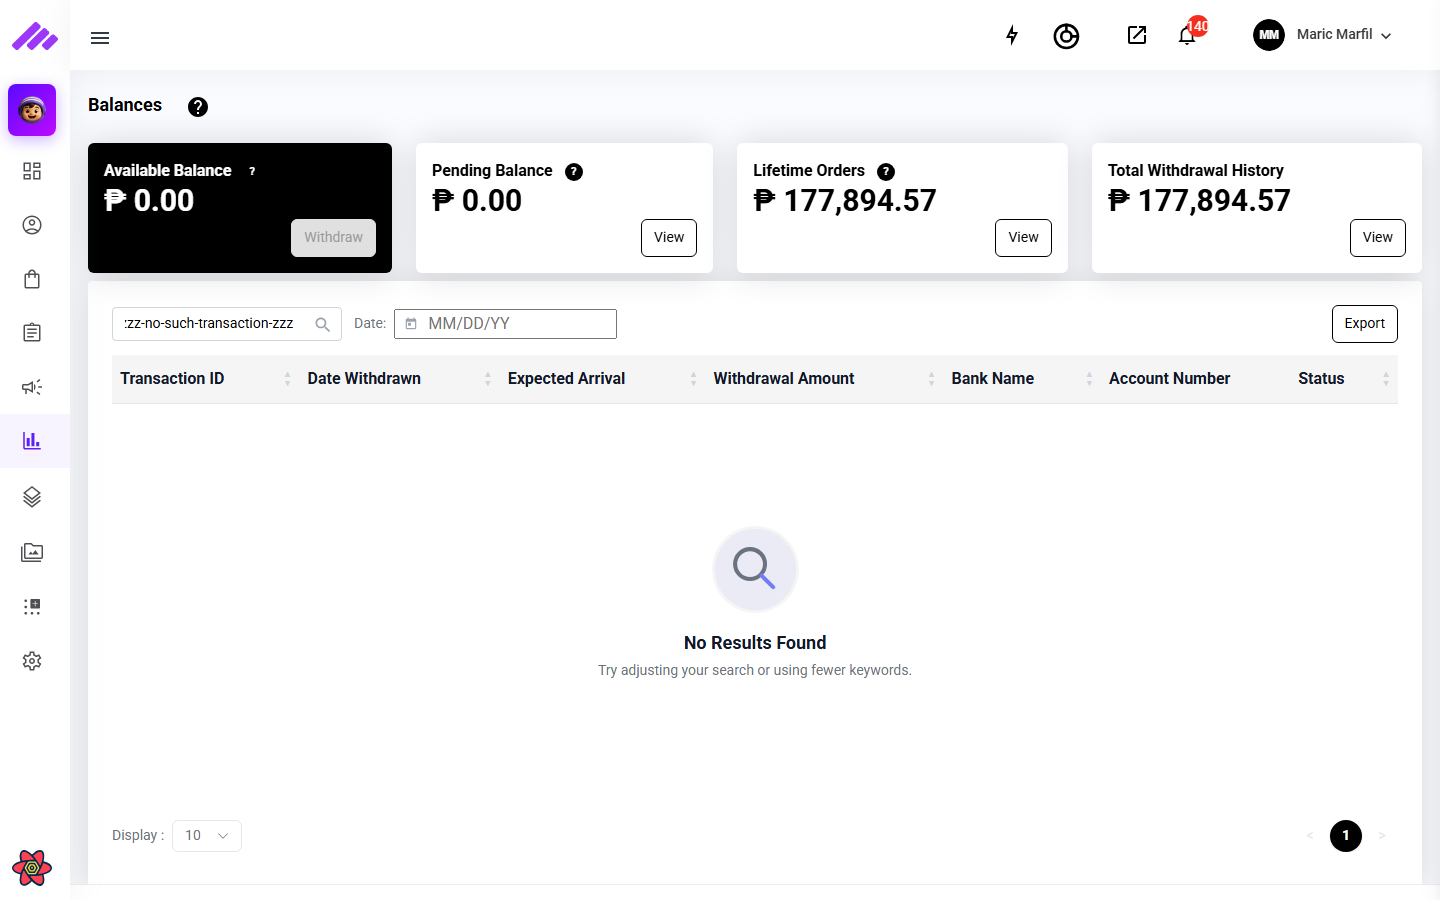 140
MM
Maric Marfil
Balances ?
Available Balance ?
₱ 0.00
Withdraw
Pending Balance ?
₱ 0.00
View
Lifetime Orders ?
₱ 177,894.57
View
Total Withdrawal History
₱ 177,894.57
View
zz-no-such-transaction-zzz
Date:
MM/DD/YY
Export
Transaction ID
Date Withdrawn
Expected Arrival
Withdrawal Amount
Bank Name
Account Number
Status
No Results Found
Try adjusting your search or using fewer keywords.
Display :
10
<
1
>